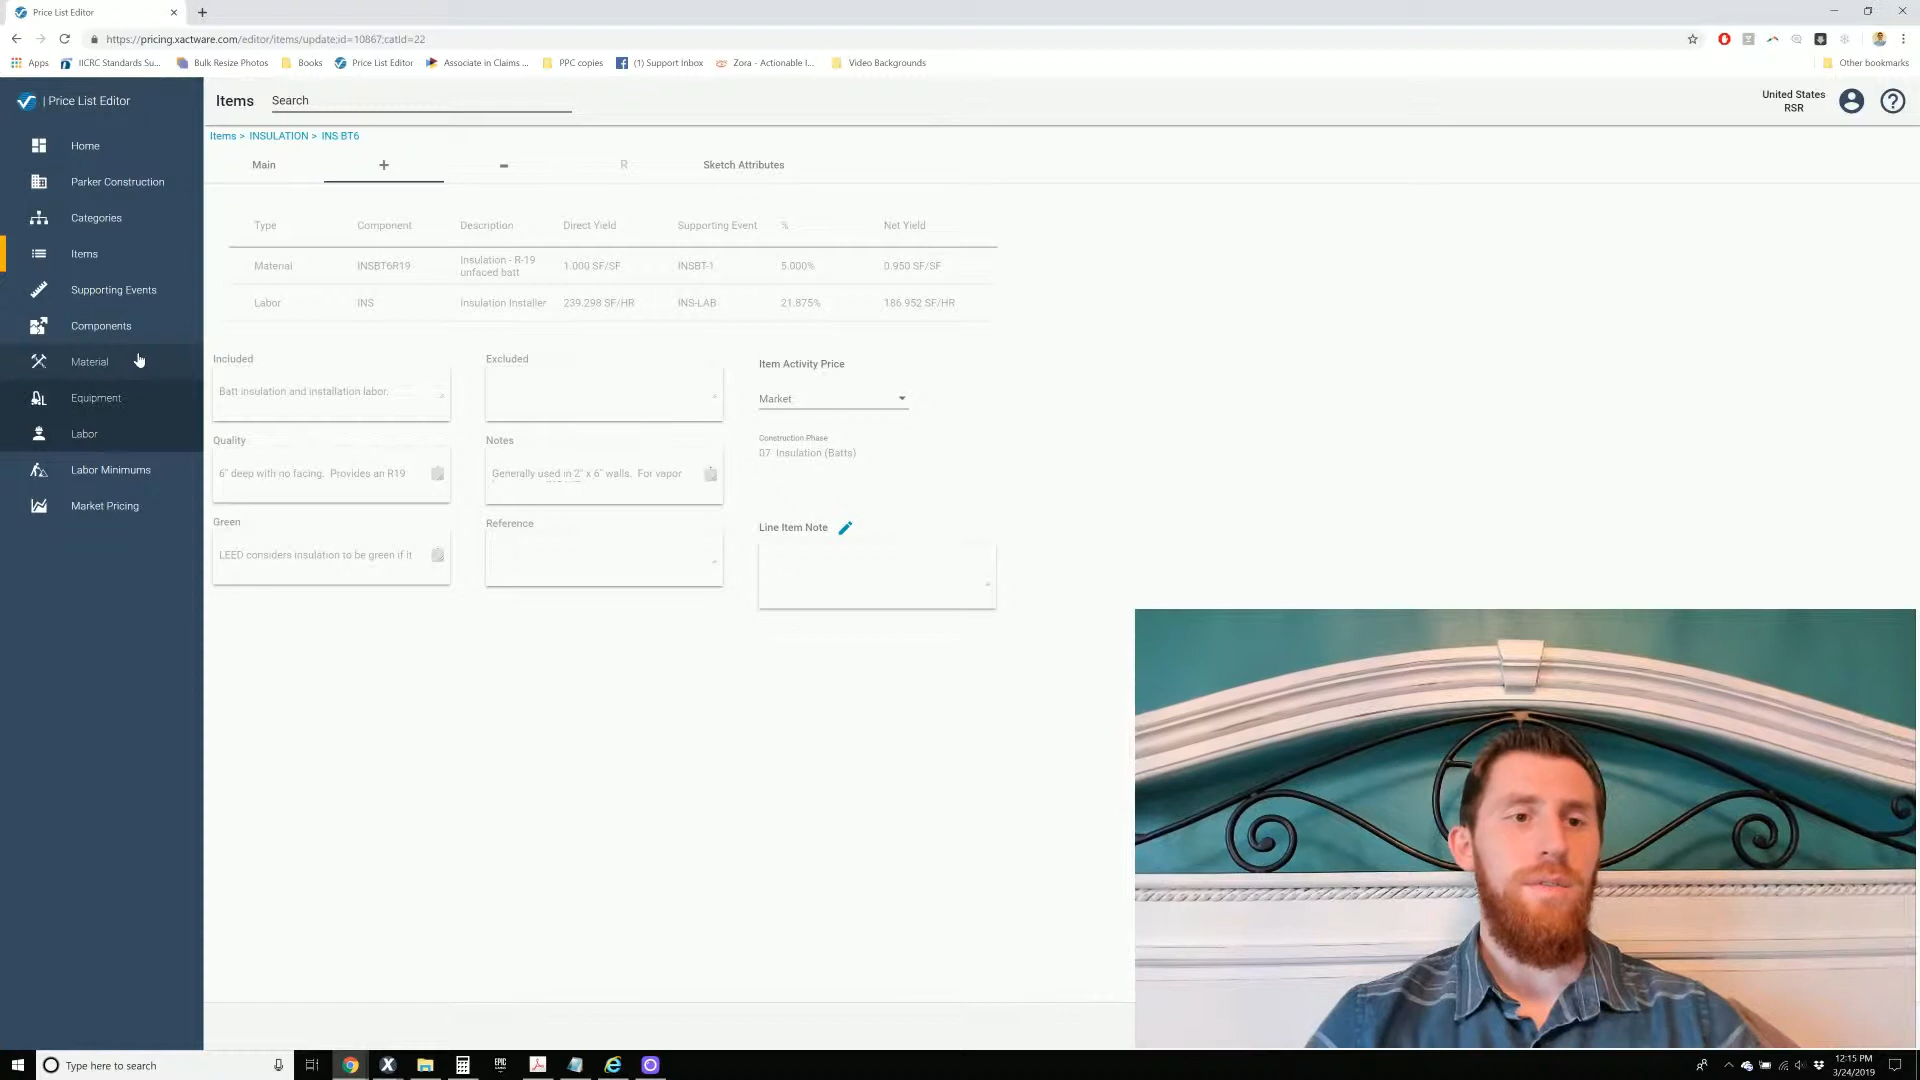 Price List Editor
https://pricing.xactware.com/editor/items/update;id=10867;catId=22
Apps IICRC Standards Su... Bulk Resize Photos Books Price List Editor Associate in Claims ... PPC copies (1) Support Inbox Zora - Actionable I... Video Backgrounds Other bookmarks
| Price List Editor
Items Search
United States
RSR
Home
Parker Construction
Categories
Items
Supporting Events
Components
Material
Equipment
Labor
Labor Minimums
Market Pricing
Items > INSULATION > INS BT6
Main + - R Sketch Attributes
Type Component Description Direct Yield Supporting Event % Net Yield
Material INSBT6R19 Insulation - R-19 unfaced batt 1.000 SF/SF INSBT-1 5.000% 0.950 SF/SF
Labor INS Insulation Installer 239.298 SF/HR INS-LAB 21.875% 186.952 SF/HR
Included
Batt insulation and installation labor.
Excluded
Item Activity Price
Market
Quality
6" deep with no facing. Provides an R19
Notes
Generally used in 2" x 6" walls. For vapor
Construction Phase
07 Insulation (Batts)
Green
LEED considers insulation to be green if it
Reference
Line Item Note
Type here to search
EPIC
12:15 PM
3/24/2019